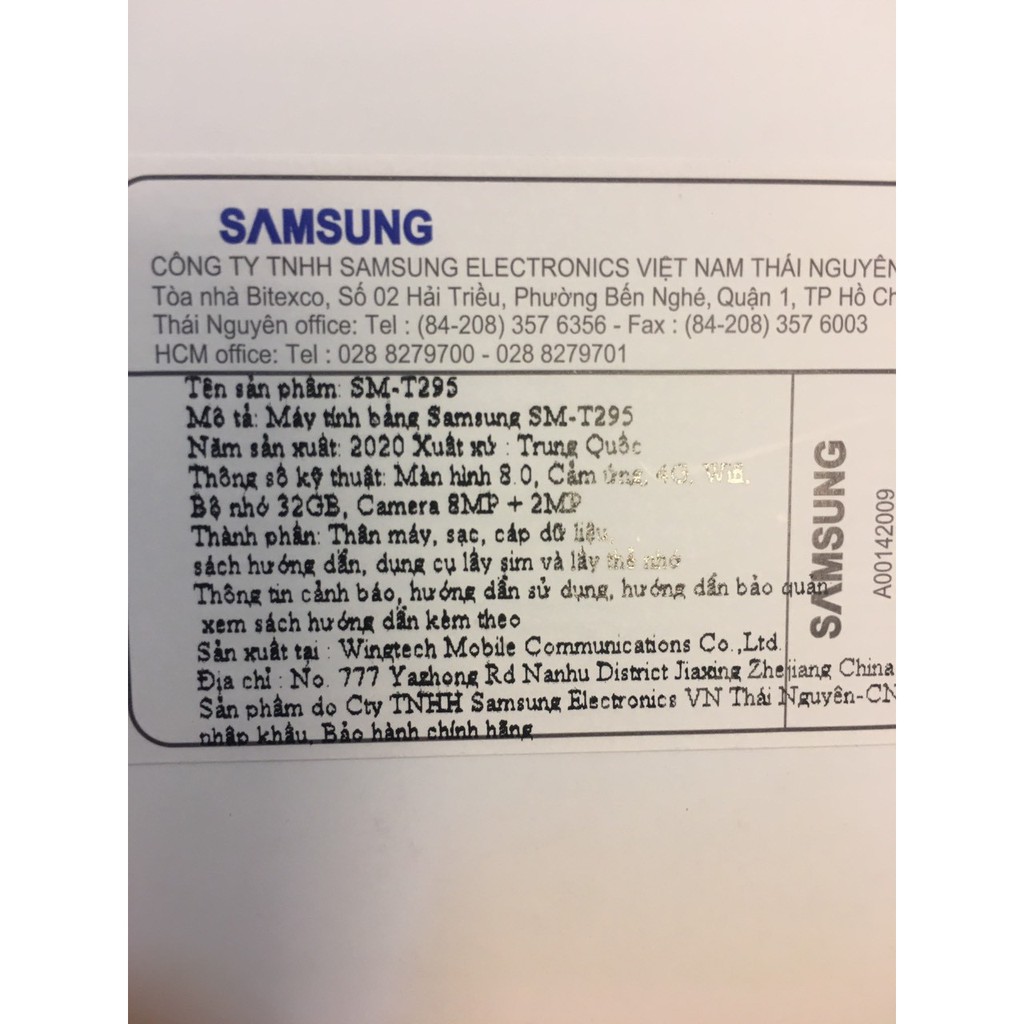 SAMSUNG
CÔNG TY TNHH SAMSUNG ELECTRONICS VIỆT NAM THÁI NGUYÊN
Tòa nhà Bitexco, Số 02 Hải Triều, Phường Bến Nghé, Quận 1, TP Hồ Ch
Thái Nguyên office: Tel : (84-208) 357 6356 - Fax : (84-208) 357 6003
HCM office: Tel : 028 8279700 - 028 8279701
Tên sản phẩm: SM-T295
Mô tả: Máy tính bảng Samsung SM-T295
Năm sản xuất: 2020 Xuất xứ : Trung Quốc
Thông số kỹ thuật: Màn hình 8.0, Cảm ứng, 4G, Wifi,
Bộ nhớ 32GB, Camera 8MP + 2MP
Thành phần: Thân máy, sạc, cáp dữ liệu,
sách hướng dẫn, dụng cụ lấy sim và lấy thẻ nhớ
Thông tin cảnh báo, hướng dẫn sử dụng, hướng dẫn bảo quản
xem sách hướng dẫn kèm theo
Sản xuất tại : Wingtech Mobile Communications Co.,Ltd.
Địa chỉ : No. 777 Yazhong Rd Nanhu District Jiaxing Zhejiang China
Sản phẩm do Cty TNHH Samsung Electronics VN Thái Nguyên-CN
nhập khẩu, Bảo hành chính hãng
SAMSUNG
A00142009